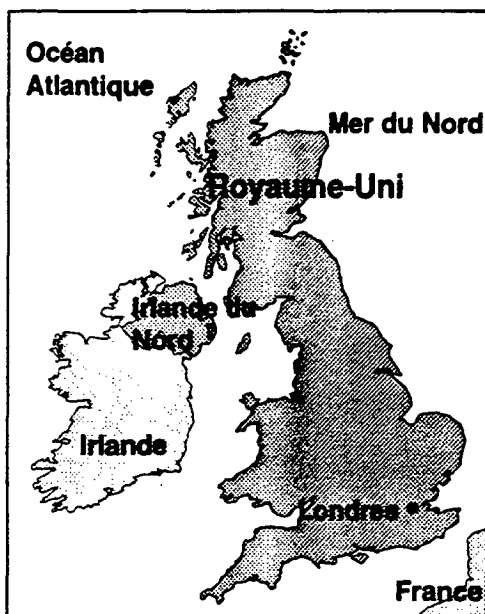 Océan
Atlantique
Mer du Nord
Royaume-Uni
Irlande du
Nord
Irlande
Londres
France